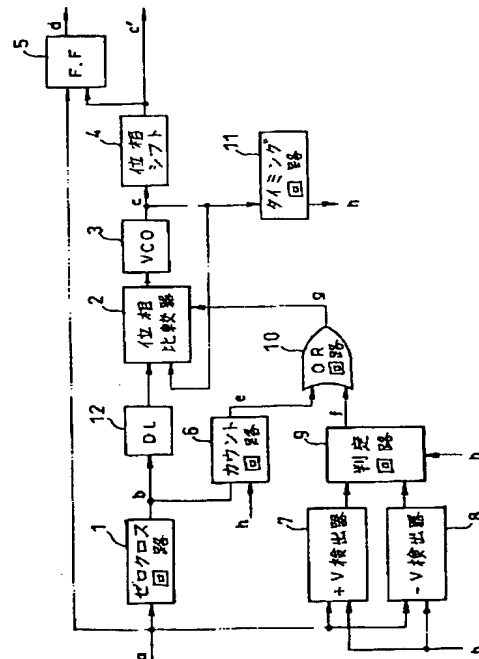 a
1
ゼロクロス
回路
b
12
DL
2
位相
比較器
3
VCO
c
4
位相
シフト
c'
5
F.F
d
6
カウント
回路
e
h
7
+V検出器
8
-V検出器
h
9
判定
回路
f
h
10
OR
回路
g
11
タイミング
回路
h